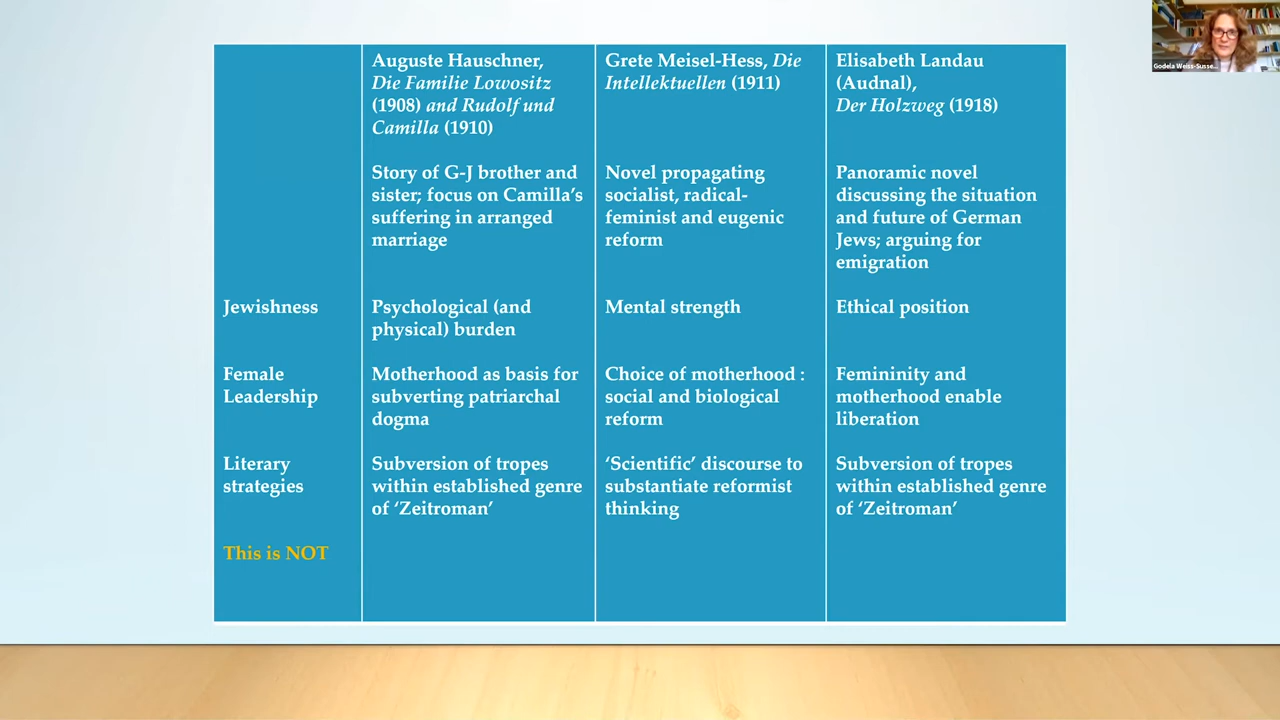 Auguste Hauschner,
Die Familie Lowositz
(1908) and Rudolf und
Camilla (1910)
Story of G-J brother and
sister; focus on Camilla's
suffering in arranged
marriage
Grete Meisel-Hess, Die
Intellektuellen (1911)
Novel propagating
socialist, radical-
feminist and eugenic
reform
Elisabeth Landau
(Audnal),
Der Holzweg (1918)
Panoramic novel
discussing the situation
and future of German
Jews; arguing for
emigration
Jewishness
Psychological (and
physical) burden
Mental strength
Ethical position
Female
Leadership
Motherhood as basis for
subverting patriarchal
dogma
Choice of motherhood :
social and biological
reform
Femininity and
motherhood enable
liberation
Literary
strategies
Subversion of tropes
within established genre
of 'Zeitroman'
'Scientific' discourse to
substantiate reformist
thinking
Subversion of tropes
within established genre
of 'Zeitroman'
This is NOT
Godela Weiss-Susse...